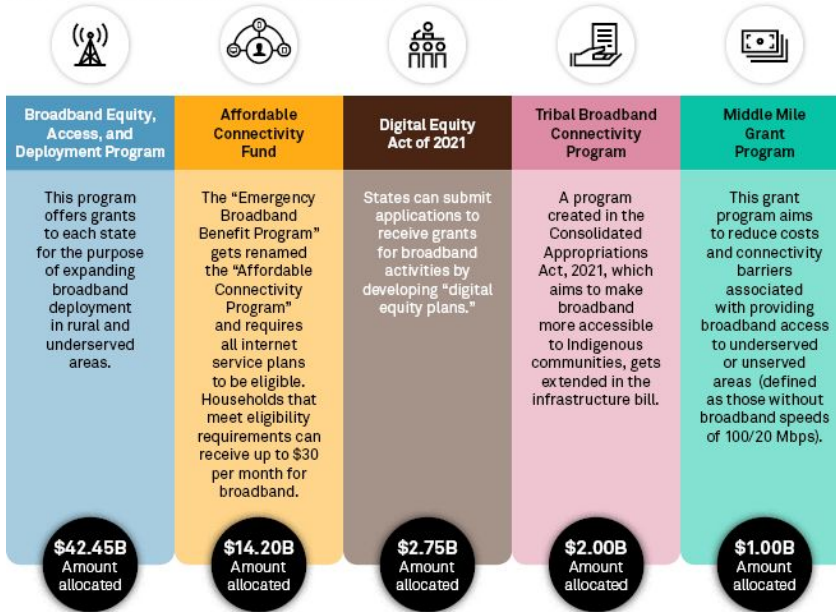 Broadband Equity,
Access, and
Deployment Program
This program
offers grants
to each state
for the purpose
of expanding
broadband
deployment
in rural and
underserved
areas.
$42.45B
Amount
allocated
Affordable
Connectivity
Fund
The “Emergency
Broadband
Benefit Program”
gets renamed
the “Affordable
Connectivity
Program”
and requires
all internet
service plans
to be eligible.
Households that
meet eligibility
requirements can
receive up to $30
per month for
broadband.
$14.20B
Amount
allocated
Digital Equity
Act of 2021
States can submit
applications to
receive grants
for broadband
activities by
developing “digital
equity plans.”
$2.75B
Amount
allocated
Tribal Broadband
Connectivity
Program
A program
created in the
Consolidated
Appropriations
Act, 2021, which
aims to make
broadband
more accessible
to Indigenous
communities, gets
extended in the
infrastructure bill.
$2.00B
Amount
allocated
Middle Mile
Grant
Program
This grant
program aims
to reduce costs
and connectivity
barriers
associated
with providing
broadband access
to underserved
or unserved
areas (defined
as those without
broadband speeds
of 100/20 Mbps).
$1.00B
Amount
allocated